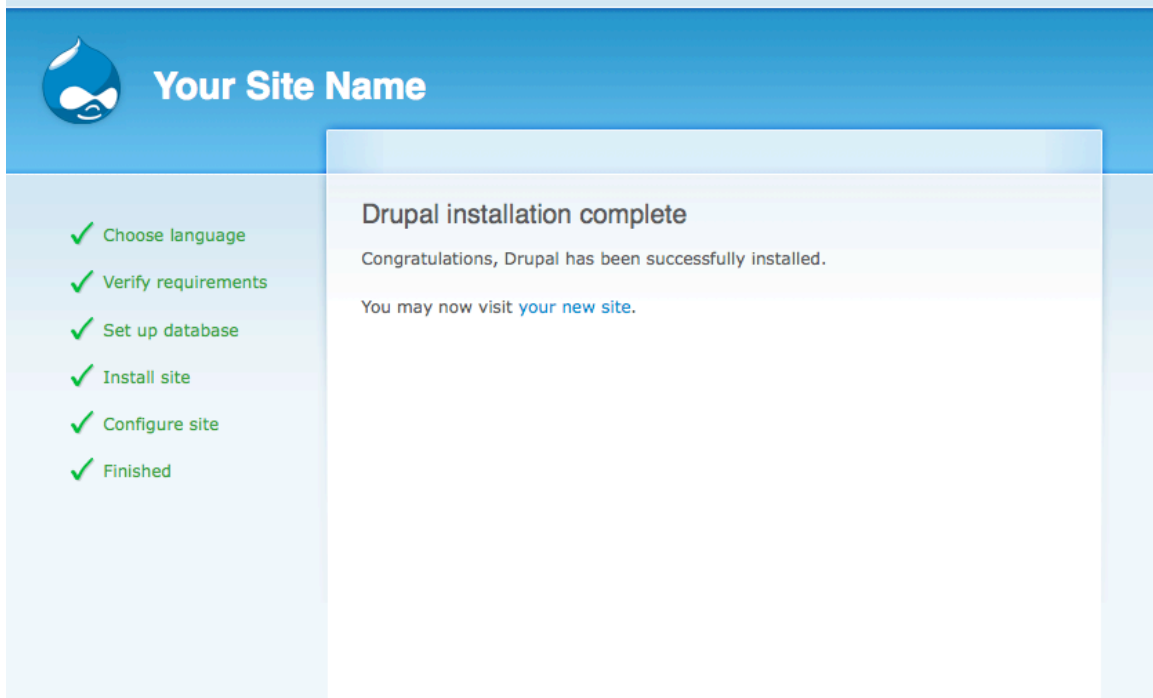 Your Site Name
Choose language
Verify requirements
Set up database
Install site
Configure site
Finished
Drupal installation complete
Congratulations, Drupal has been successfully installed.
You may now visit your new site.